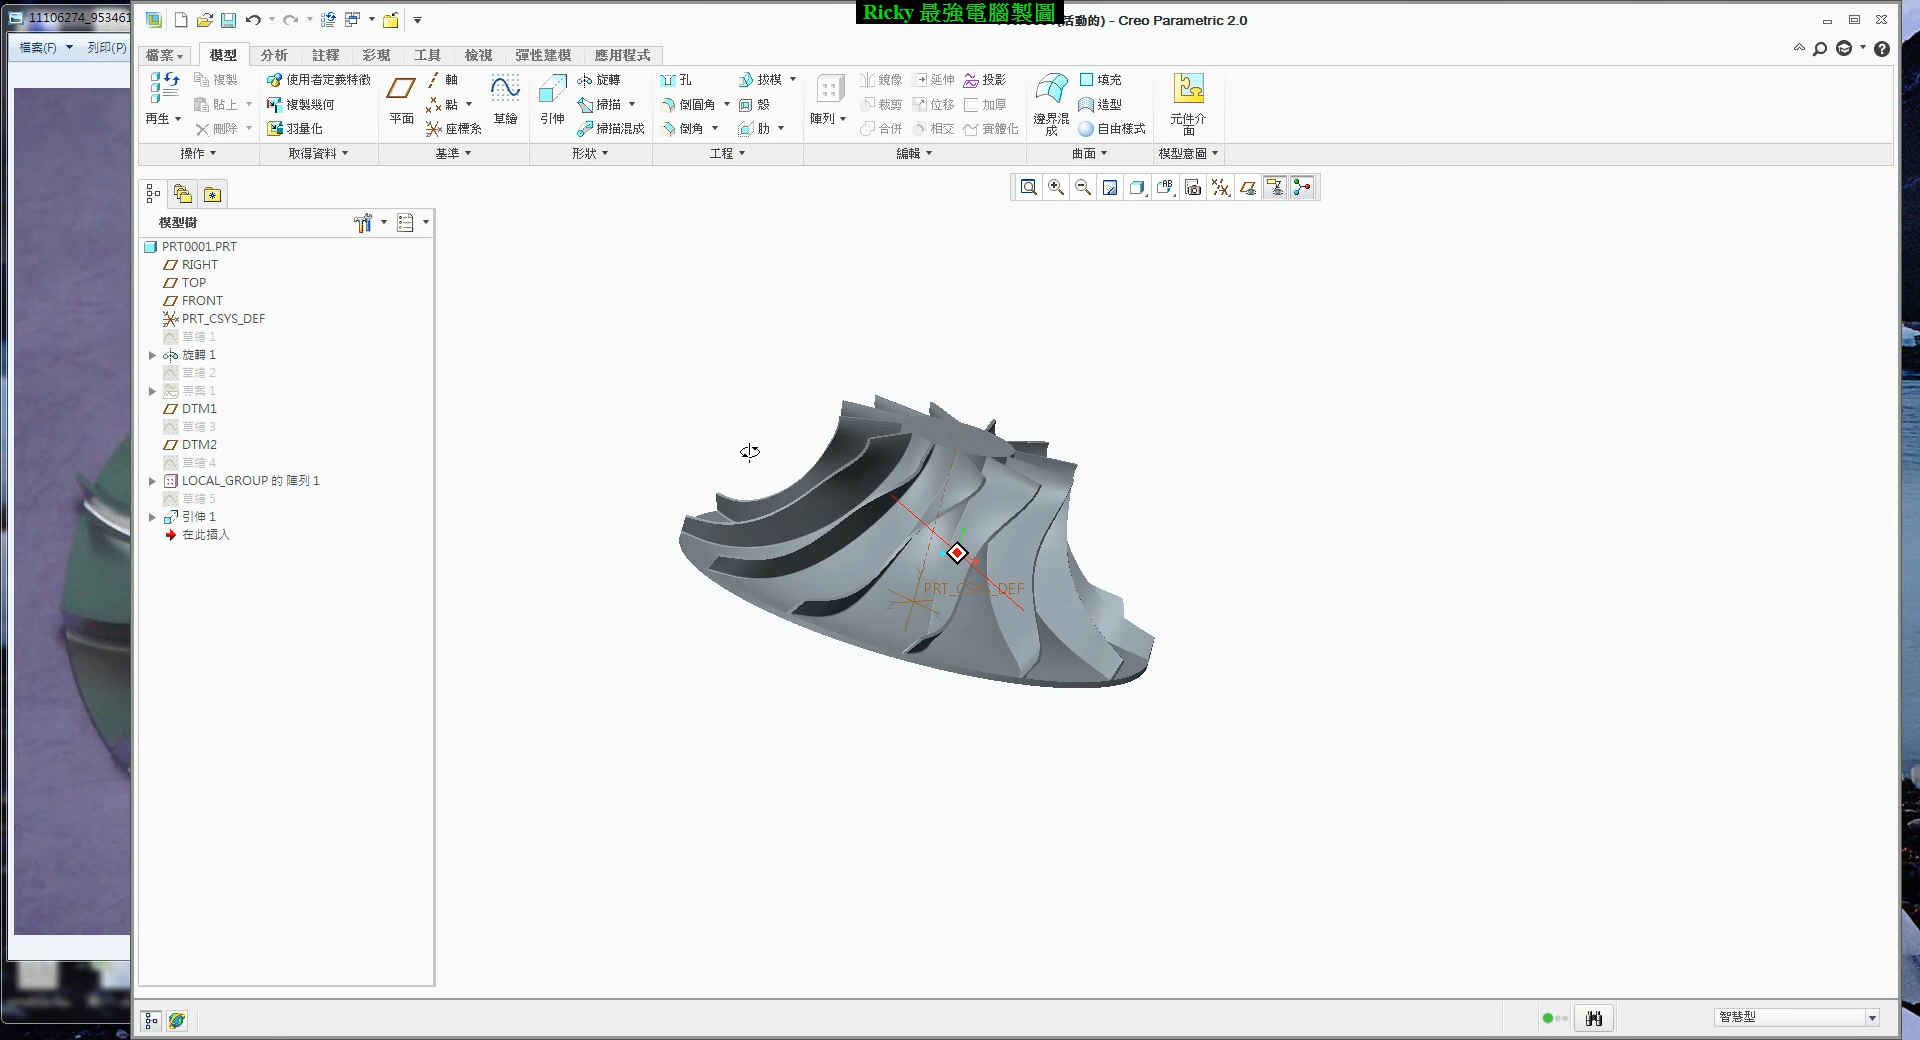 11106274_953461
檔案(F)
列印(P)
Ricky 最強電腦製圖
活動的) - Creo Parametric 2.0
檔案
模型
分析
註釋
彩現
工具
檢視
彈性建模
應用程式
再生
複製
貼上
刪除
使用者定義特徵
複製幾何
羽量化
平面
軸
點
座標系
草繪
引伸
旋轉
掃描
掃描混成
孔
倒圓角
倒角
拔模
殼
肋
陣列
鏡像
裁剪
合併
延伸
位移
相交
投影
加厚
實體化
邊界混成
填充
造型
自由樣式
元件介面
操作
取得資料
基準
形狀
工程
編輯
曲面
模型意圖
模型樹
PRT0001.PRT
RIGHT
TOP
FRONT
PRT_CSYS_DEF
草繪 1
旋轉 1
草繪 2
專案 1
DTM1
草繪 3
DTM2
草繪 4
LOCAL_GROUP 的 陣列 1
草繪 5
引伸 1
在此插入
PRT_CSYS_DEF
智慧型